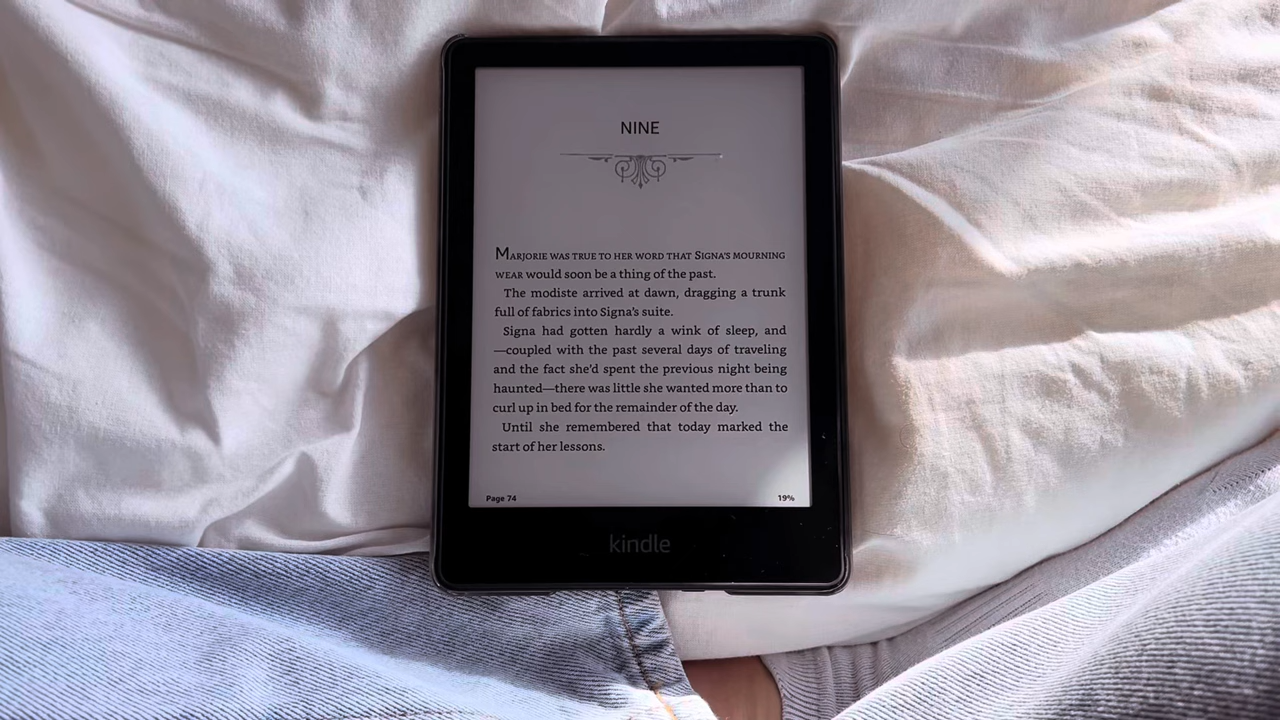 NINE
MARJORIE WAS TRUE TO HER WORD THAT SIGNA'S MOURNING
WEAR would soon be a thing of the past.
The modiste arrived at dawn, dragging a trunk
full of fabrics into Signa's suite.
Signa had gotten hardly a wink of sleep, and
—coupled with the past several days of traveling
and the fact she'd spent the previous night being
haunted—there was little she wanted more than to
curl up in bed for the remainder of the day.
Until she remembered that today marked the
start of her lessons.
Page 74 19%
kindle